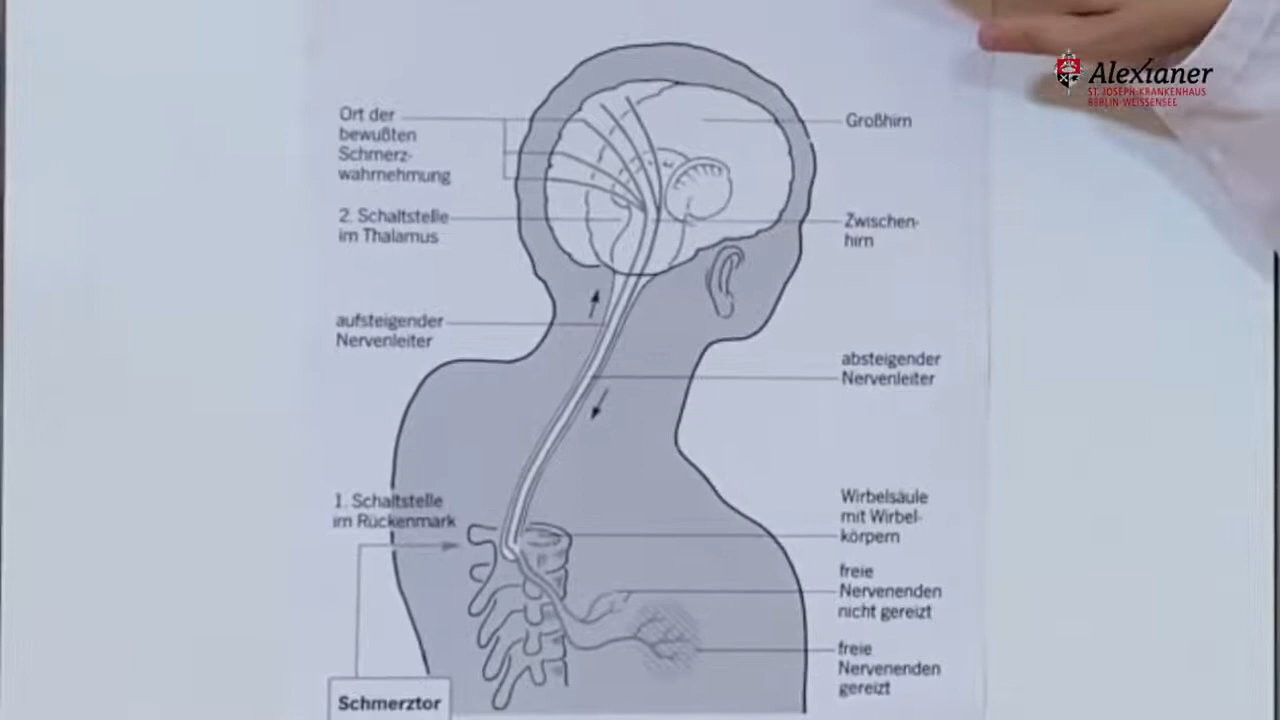 Alexianer
ST. JOSEPH-KRANKENHAUS
BERLIN-WEISSENSEE
Ort der
bewußten
Schmerz-
wahrnehmung
2. Schaltstelle
im Thalamus
aufsteigender
Nervenleiter
1. Schaltstelle
im Rückenmark
Schmerztor
Großhirn
Zwischen-
hirn
absteigender
Nervenleiter
Wirbelsäule
mit Wirbel-
körpern
freie
Nervenenden
nicht gereizt
freie
Nervenenden
gereizt